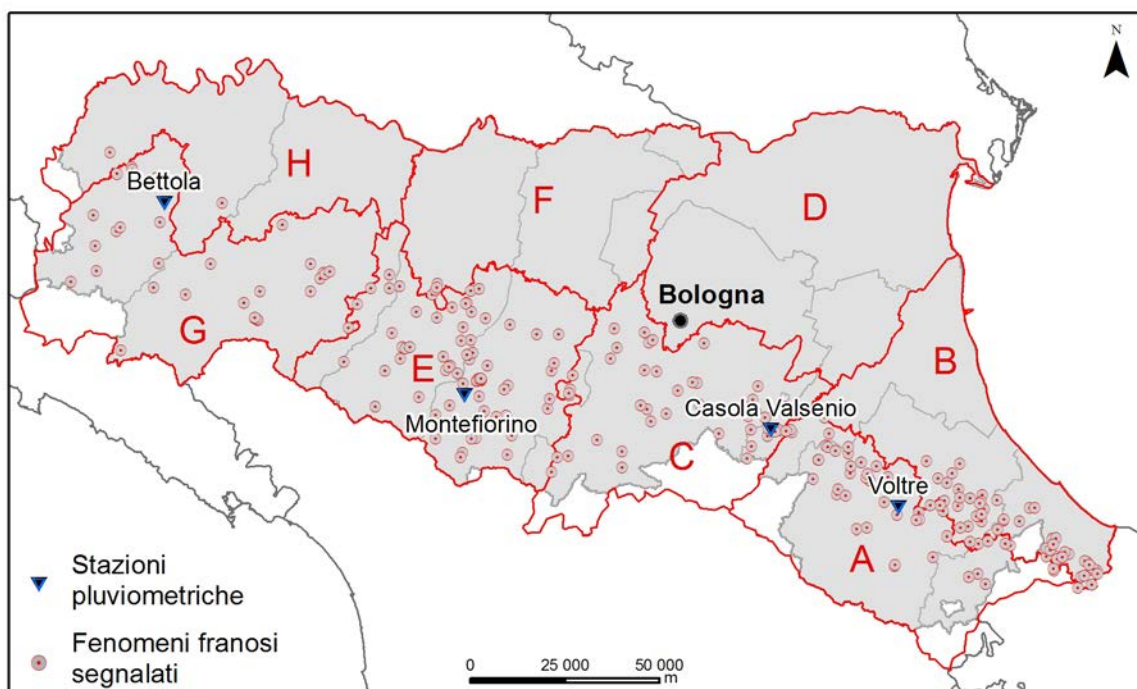 N
H
F
D
Bettola
Bologna
B
G
E
Casola Valsenio
Montefiorino
C
Voltre
A
Stazioni
pluviometriche
Fenomeni franosi
segnalati
0 25 000 50 000
m